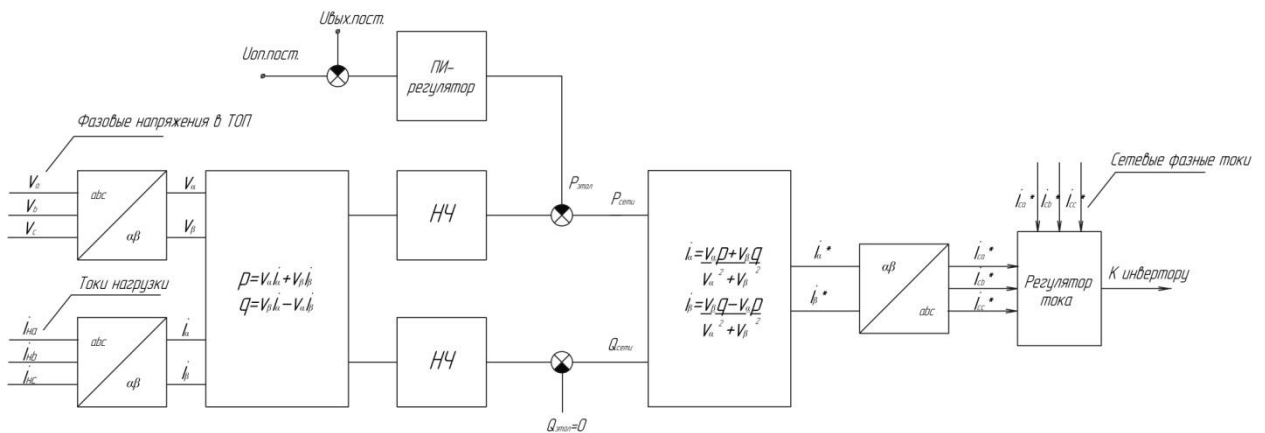 Uвых.пост.
Uоп.пост.
ПИ-
регулятор
Фазовые напряжения в ТОП
Va
Vb
Vc
abc
αβ
Vα
Vβ
Токи нагрузки
iна
iнb
iнc
abc
αβ
iα
iβ
p=Vαiα+Vβiβ
q=Vβiα-Vαiβ
НЧ
НЧ
Pэтал
Pсети
Qсети
Qэтал=0
iα=Vαp+Vβq
Vα²+Vβ²
iβ=Vβq-Vαp
Vα²+Vβ²
iα*
iβ*
αβ
abc
ica*
icb*
icc*
Сетевые фазные токи
ica* icb* icc*
Регулятор
тока
К инвертору